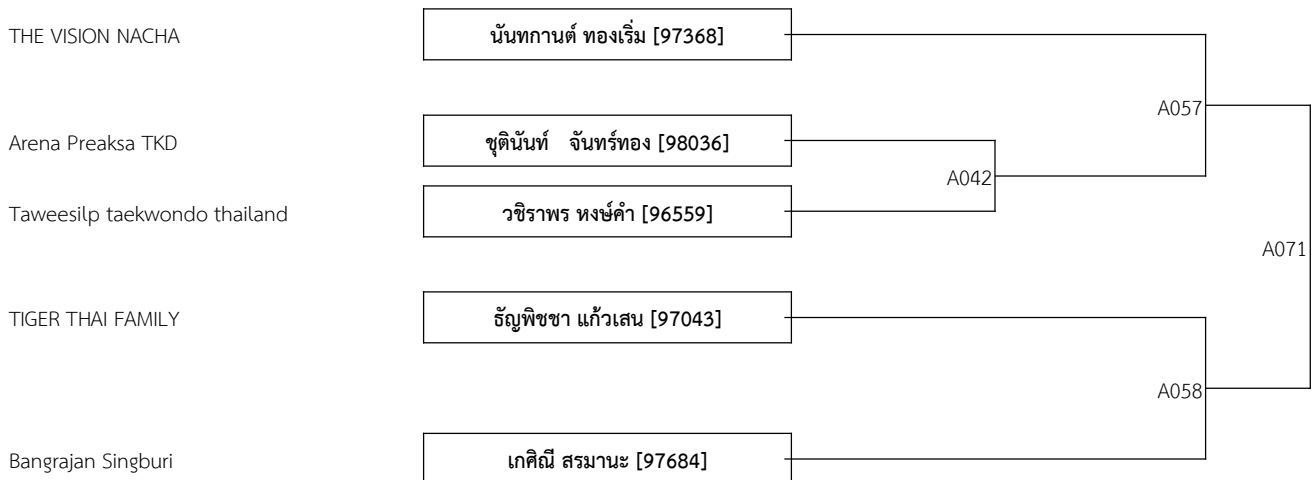 THE VISION NACHA
นันทกานต์ ทองเริ่ม [97368]
A057
Arena Preaksa TKD
ชุตินันท์ จันทร์ทอง [98036]
A042
Taweesilp taekwondo thailand
วชิราพร หงษ์คำ [96559]
A071
TIGER THAI FAMILY
ธัญพิชชา แก้วเสน [97043]
A058
Bangrajan Singburi
เกศิณี สรมานะ [97684]